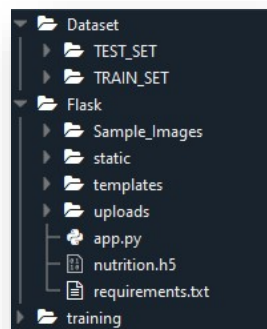 Dataset
TEST_SET
TRAIN_SET
Flask
Sample_Images
static
templates
uploads
app.py
nutrition.h5
requirements.txt
training